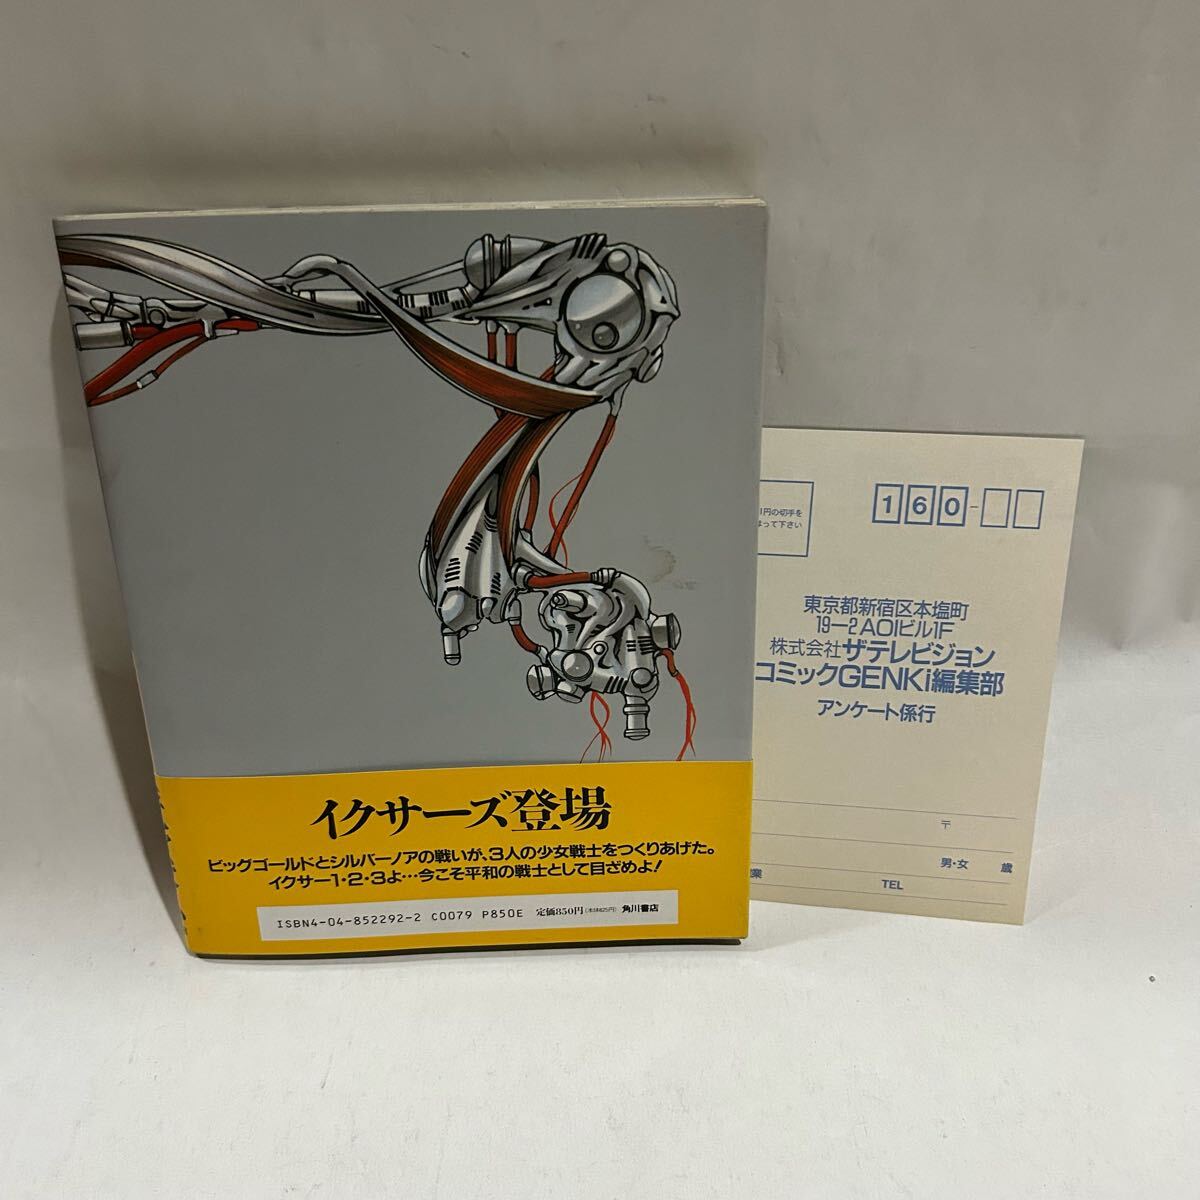 イクサーズ登場
ビッグゴールドとシルバーノアの戦いが、3人の少女戦士をつくりあげた。
イクサー1・2・3よ…今こそ平和の戦士として目ざめよ!
ISBN4-04-852292-2 C0079 P850E 定価850円(本体825円) 角川書店
1円の切手を
はって下さい
160-
東京都新宿区本塩町
19-2 AOIビル1F
株式会社ザテレビジョン
コミックGENKi編集部
アンケート係行
〒
男・女 歳
業 TEL